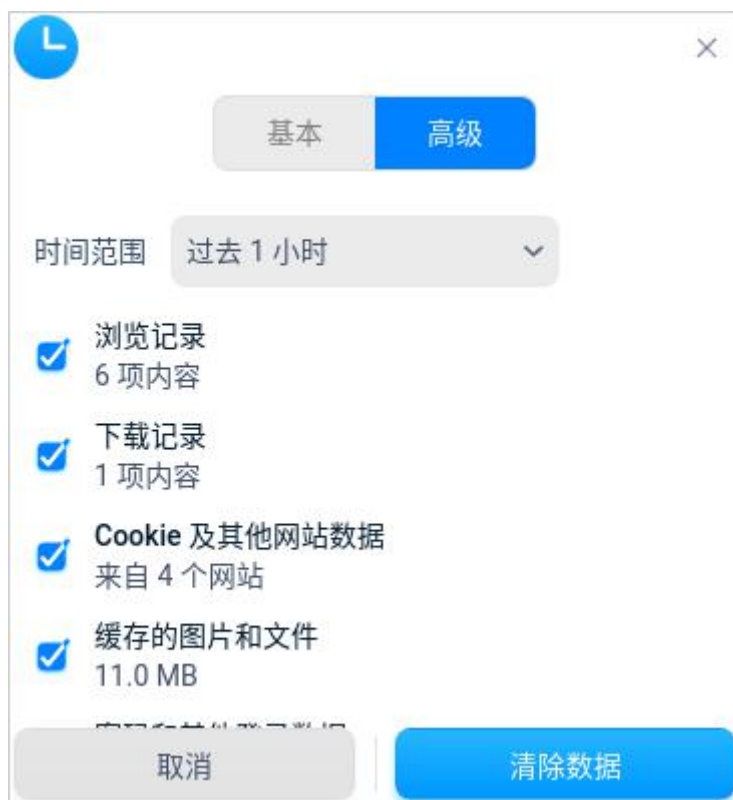 基本
高级
时间范围
过去 1 小时
浏览记录
6 项内容
下载记录
1 项内容
Cookie 及其他网站数据
来自 4 个网站
缓存的图片和文件
11.0 MB
取消
清除数据